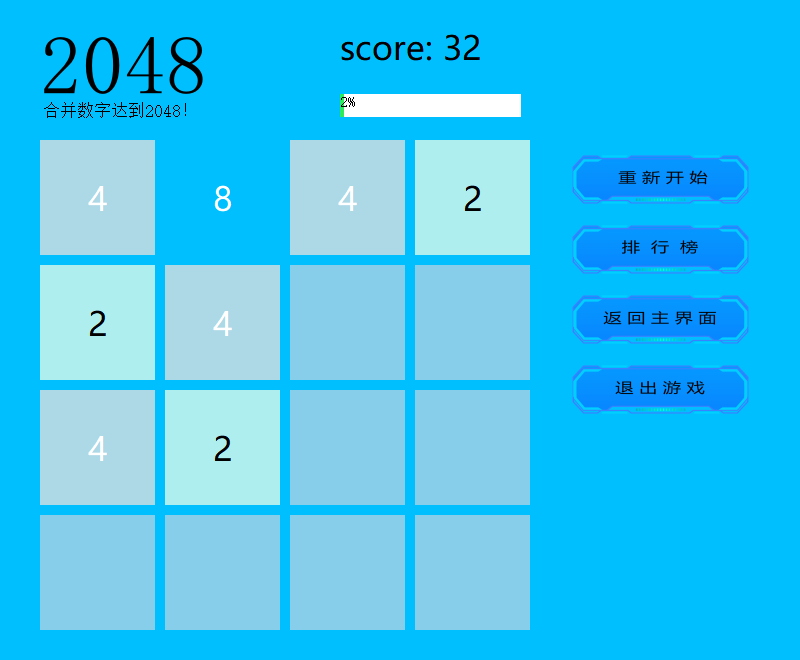 2048
合并数字达到2048!
score: 32
2%
4 8 4 2
2 4
4 2
重新开始
排行榜
返回主界面
退出游戏